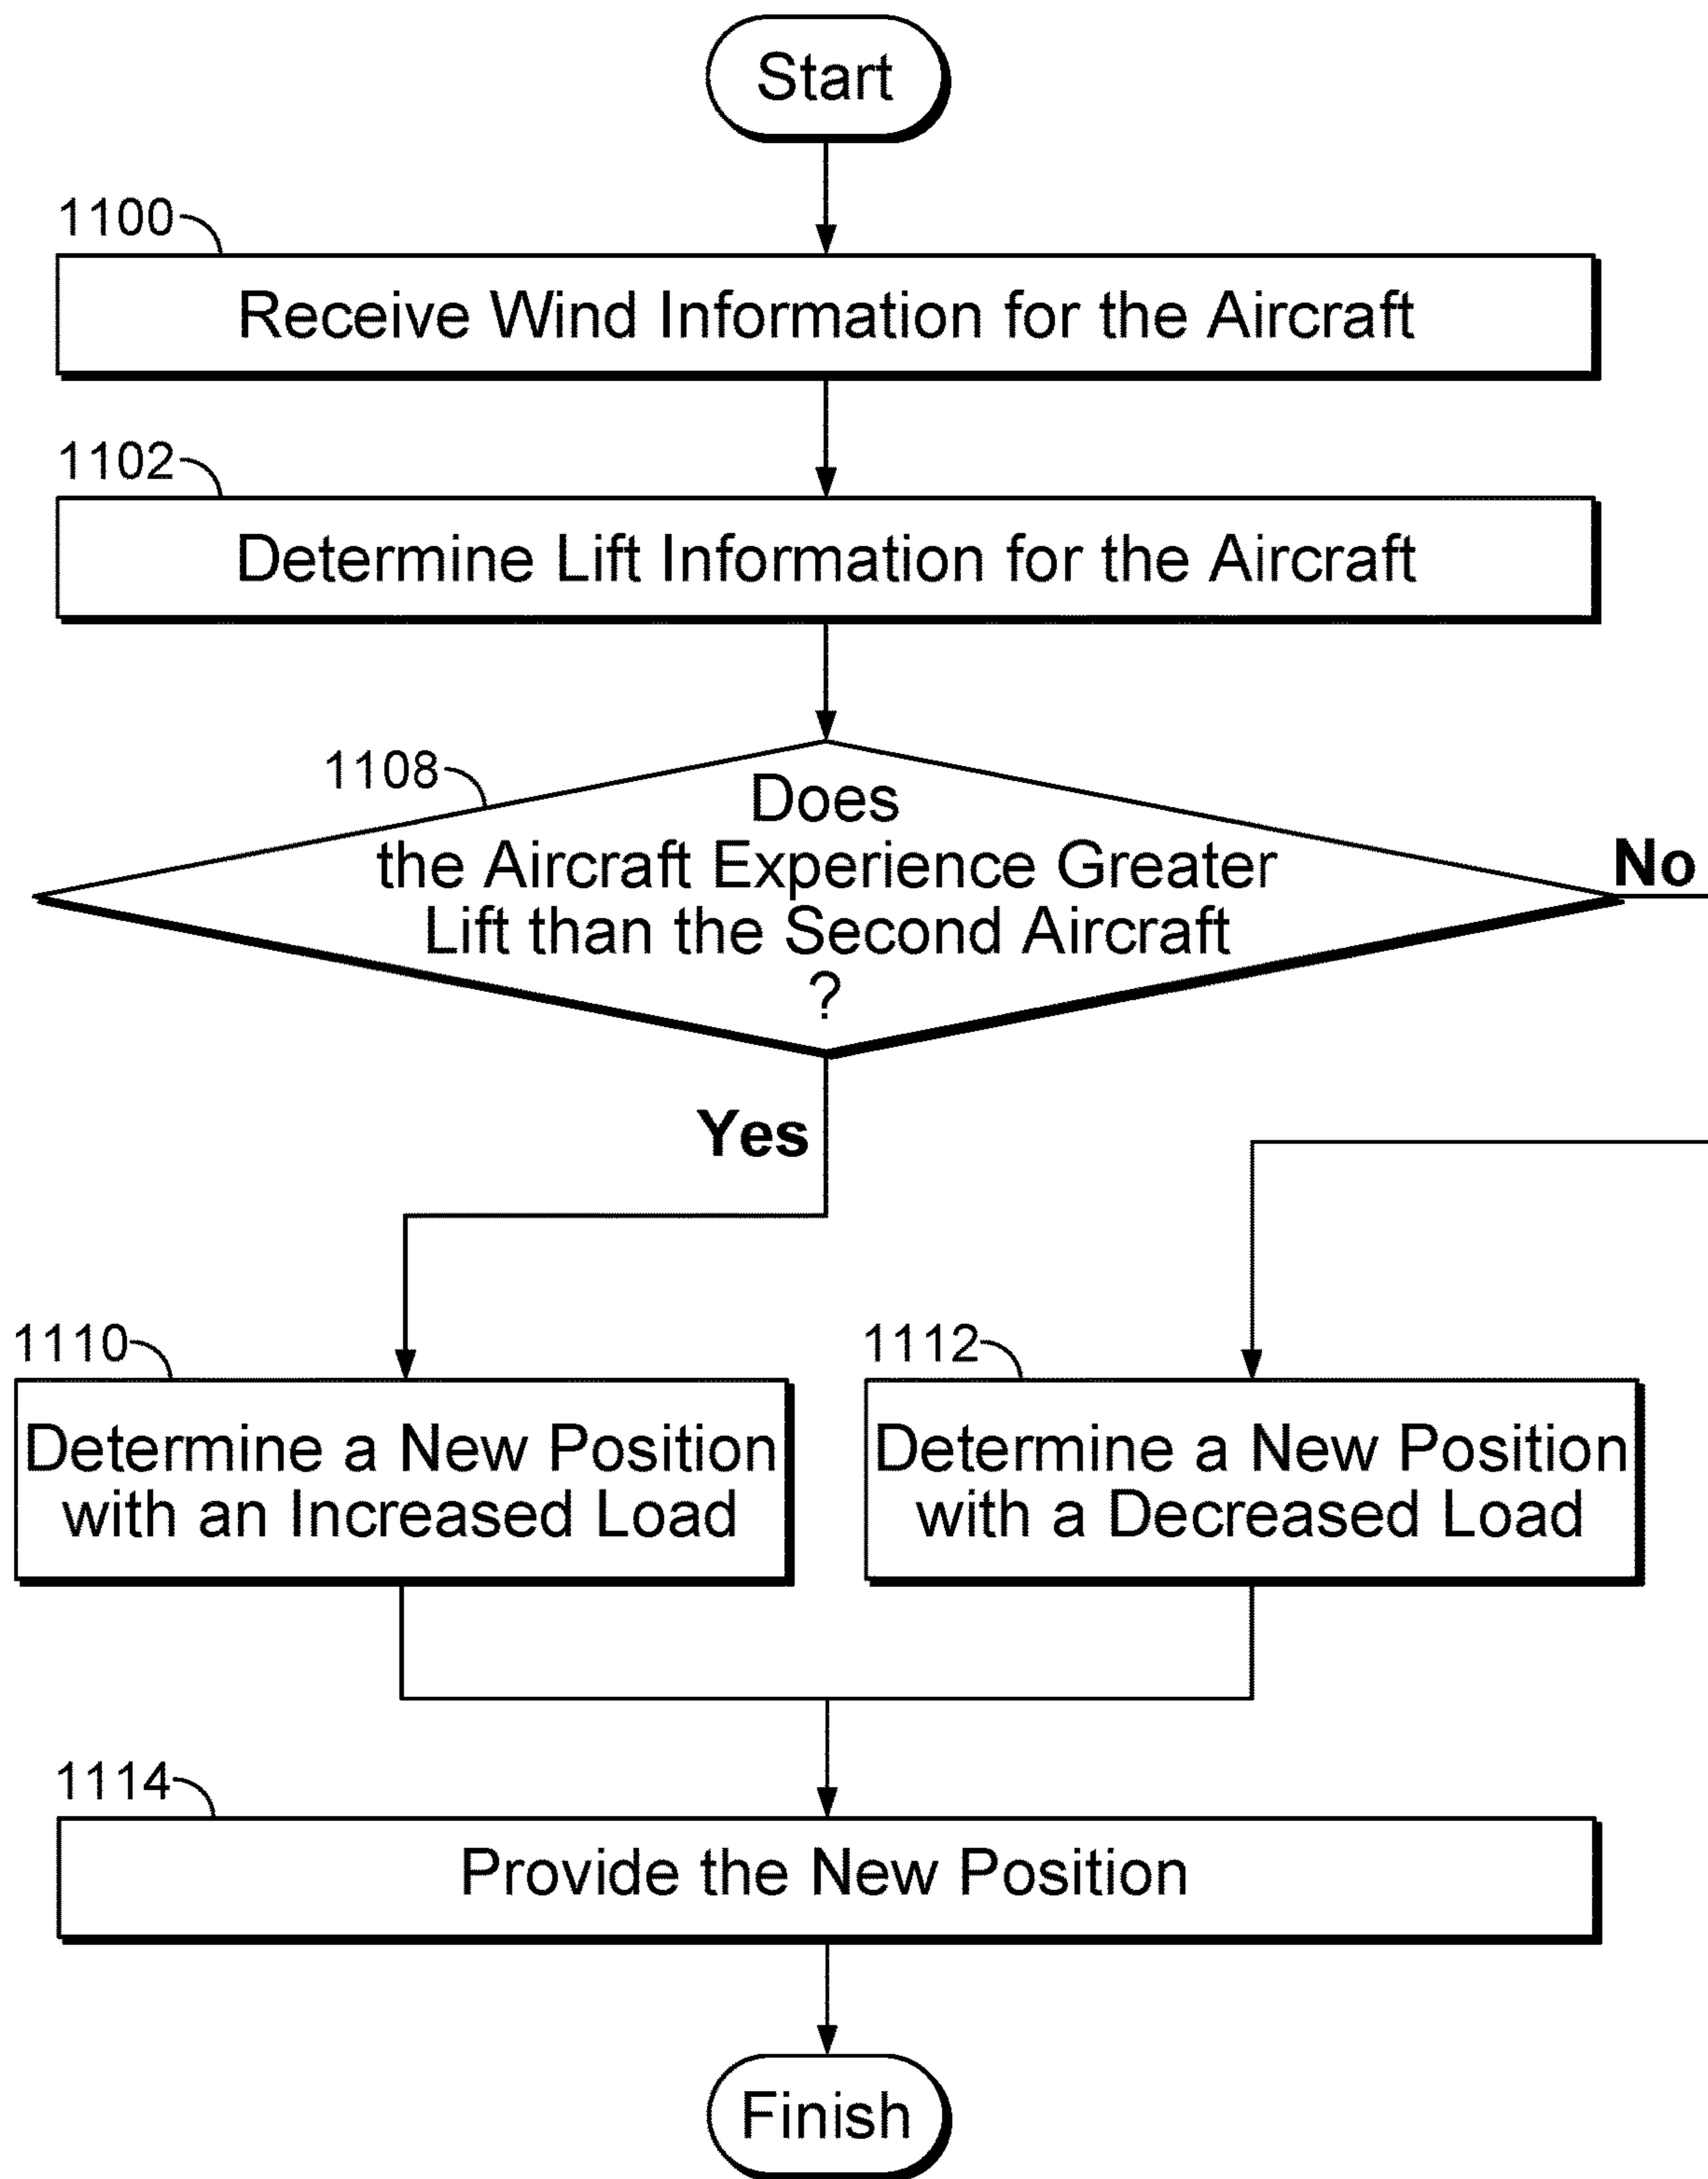 Start
1100
Receive Wind Information for the Aircraft
1102
Determine Lift Information for the Aircraft
1108
Does
the Aircraft Experience Greater
Lift than the Second Aircraft
?
No
Yes
1110
Determine a New Position
with an Increased Load
1112
Determine a New Position
with a Decreased Load
1114
Provide the New Position
Finish